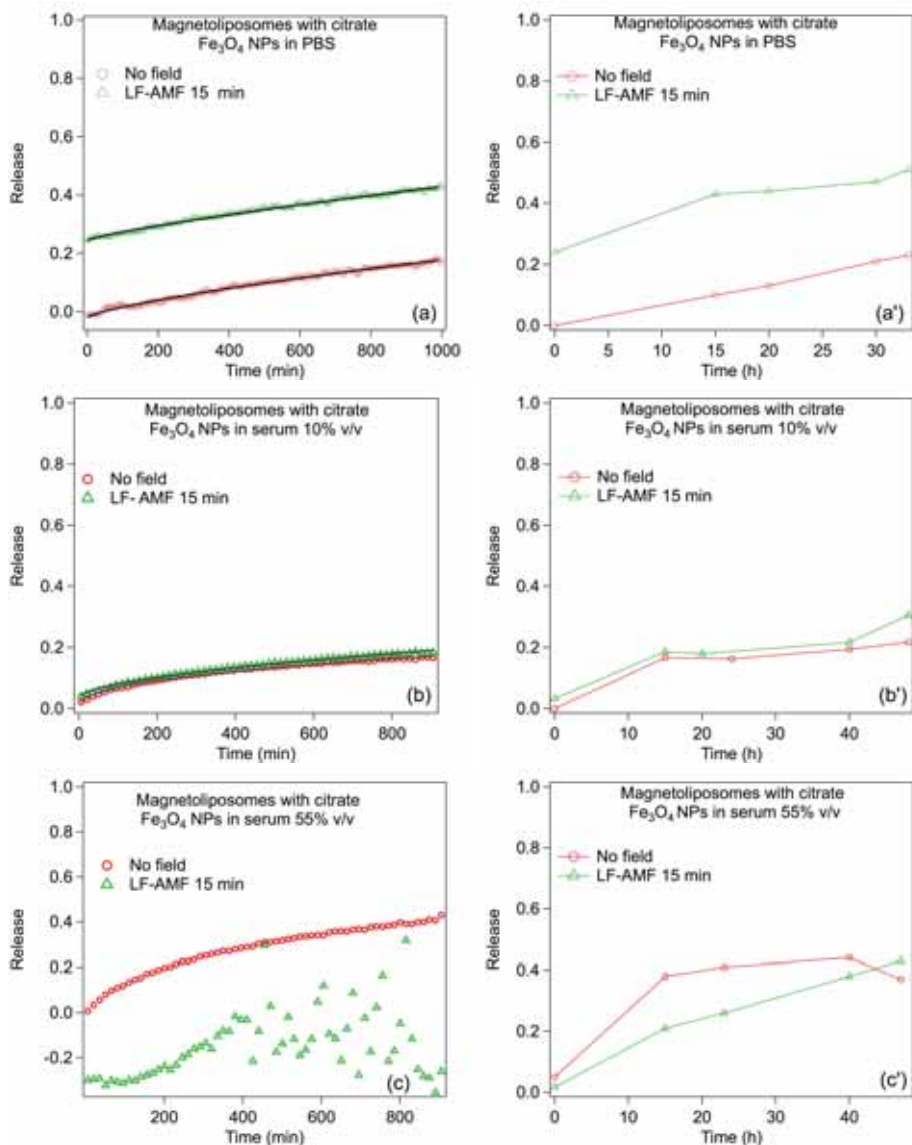 Magnetoliposomes with citrate
Fe3O4 NPs in PBS
No field
LF-AMF 15 min
1.0
0.8
0.6
0.4
0.2
0.0
Release
(a)
0 200 400 600 800 1000
Time (min)
Magnetoliposomes with citrate
Fe3O4 NPs in PBS
No field
LF-AMF 15 min
1.0
0.8
0.6
0.4
0.2
0.0
Release
(a')
0 5 10 15 20 25 30
Time (h)
Magnetoliposomes with citrate
Fe3O4 NPs in serum 10% v/v
No field
LF- AMF 15 min
1.0
0.8
0.6
0.4
0.2
0.0
Release
(b)
0 200 400 600 800
Time (min)
Magnetoliposomes with citrate
Fe3O4 NPs in serum 10% v/v
No field
LF-AMF 15 min
1.0
0.8
0.6
0.4
0.2
0.0
Release
(b')
0 10 20 30 40
Time (h)
Magnetoliposomes with citrate
Fe3O4 NPs in serum 55% v/v
No field
LF-AMF 15 min
1.0
0.8
0.6
0.4
0.2
0.0
-0.2
Release
(c)
200 400 600 800
Time (min)
Magnetoliposomes with citrate
Fe3O4 NPs in serum 55% v/v
No field
LF-AMF 15 min
1.0
0.8
0.6
0.4
0.2
0.0
Release
(c')
0 10 20 30 40
Time (h)